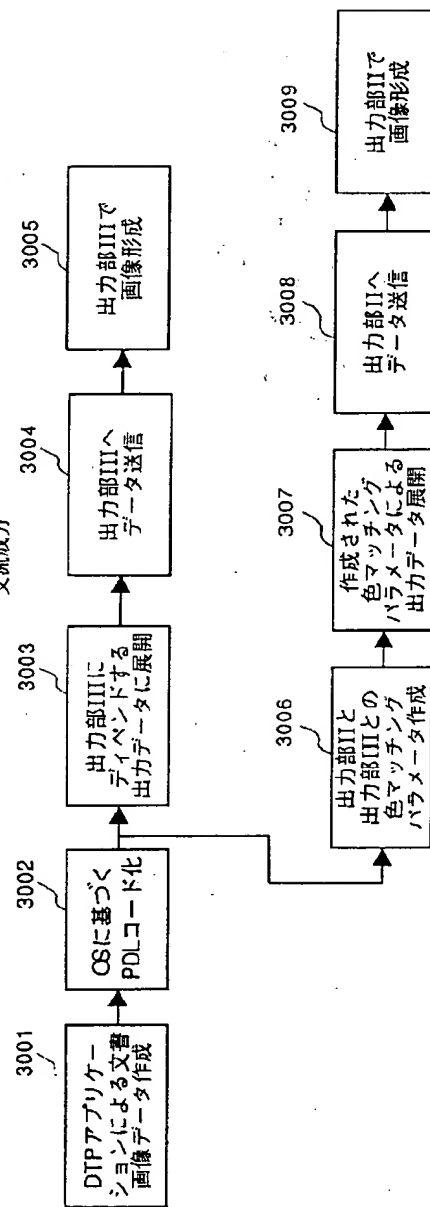 3001
DTPアプリケー
ションによる文書
画像データ作成
3002
OSに基づく
PDLコード化
3003
出力部IIIに
ディペンドする
出力データに展開
3004
出力部IIIへ
データ送信
3005
出力部IIIで
画像形成
3006
出力部IIと
出力部IIIとの
色マッチング
パラメータ作成
3007
作成された
色マッチング
パラメータによる
出力データ展開
3008
出力部IIへ
データ送信
3009
出力部IIで
画像形成